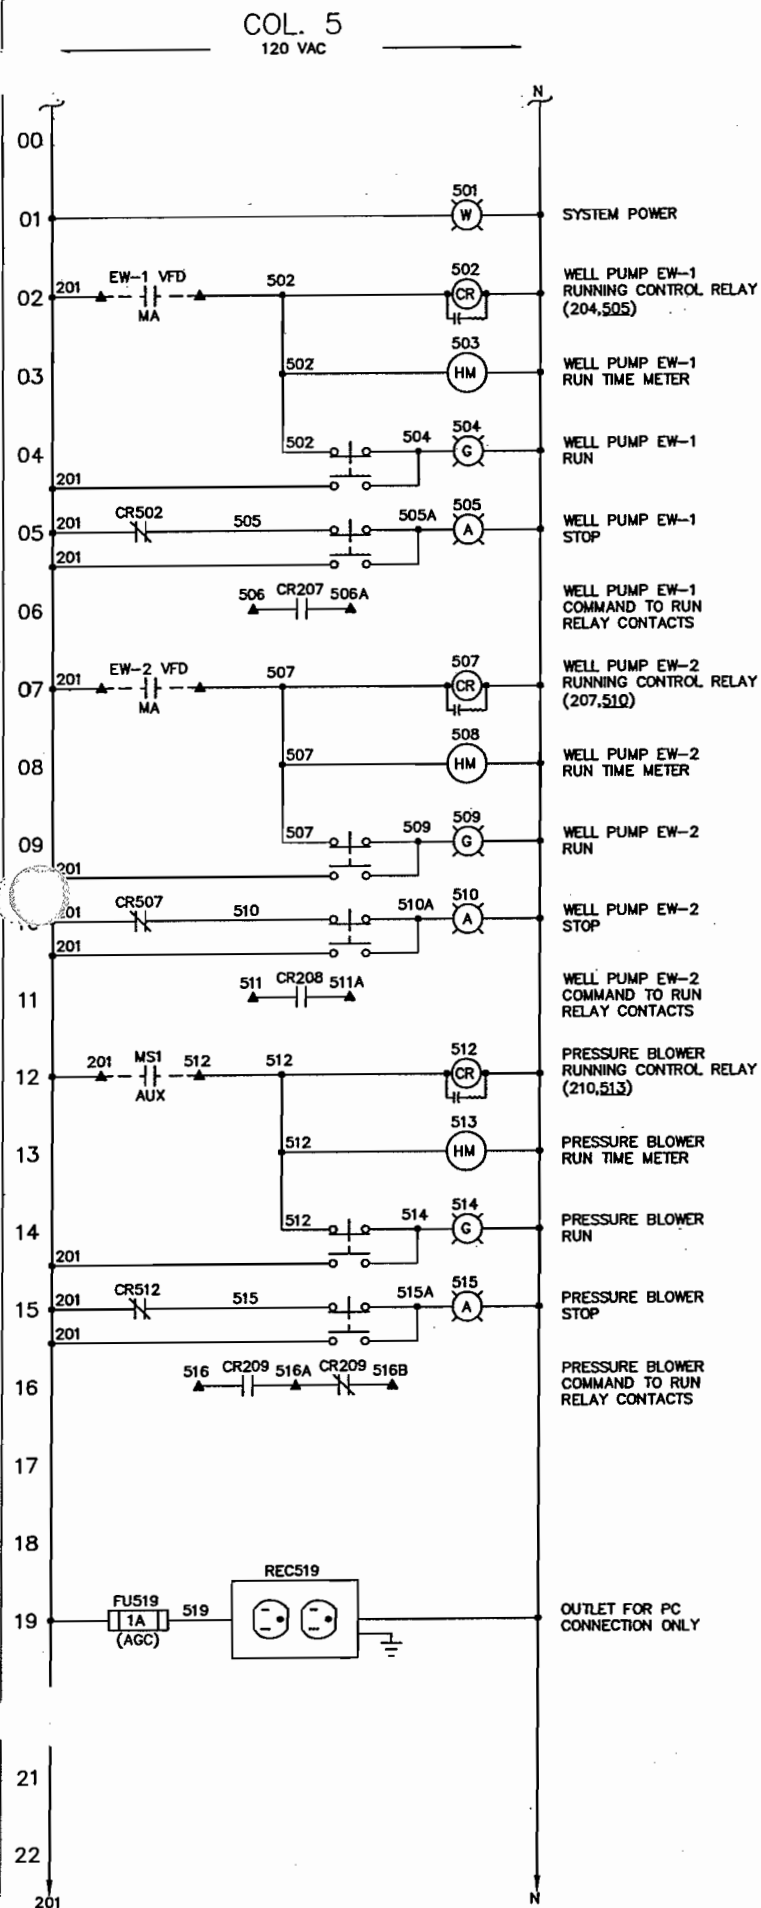 COL. 5
120 VAC
N
00
01
501
W
SYSTEM POWER
02
201
EW-1 VFD
MA
502
502
CR
WELL PUMP EW-1
RUNNING CONTROL RELAY
(204,505)
03
502
503
HM
WELL PUMP EW-1
RUN TIME METER
04
502
504
504
G
WELL PUMP EW-1
RUN
201
05
201
CR502
505
505A
505
A
WELL PUMP EW-1
STOP
201
06
506 CR207 506A
WELL PUMP EW-1
COMMAND TO RUN
RELAY CONTACTS
07
201
EW-2 VFD
MA
507
507
CR
WELL PUMP EW-2
RUNNING CONTROL RELAY
(207,510)
08
507
508
HM
WELL PUMP EW-2
RUN TIME METER
09
507
509
509
G
WELL PUMP EW-2
RUN
201
CR507
510
510A
510
A
WELL PUMP EW-2
STOP
201
11
511 CR208 511A
WELL PUMP EW-2
COMMAND TO RUN
RELAY CONTACTS
12
201
MS1
AUX
512
512
512
CR
PRESSURE BLOWER
RUNNING CONTROL RELAY
(210,513)
13
512
513
HM
PRESSURE BLOWER
RUN TIME METER
14
512
514
514
G
PRESSURE BLOWER
RUN
201
15
201
CR512
515
515A
515
A
PRESSURE BLOWER
STOP
201
16
516 CR209 516A CR209 516B
PRESSURE BLOWER
COMMAND TO RUN
RELAY CONTACTS
17
18
19
FU519
1A
(AGC)
519
REC519
OUTLET FOR PC
CONNECTION ONLY
21
22
201
N